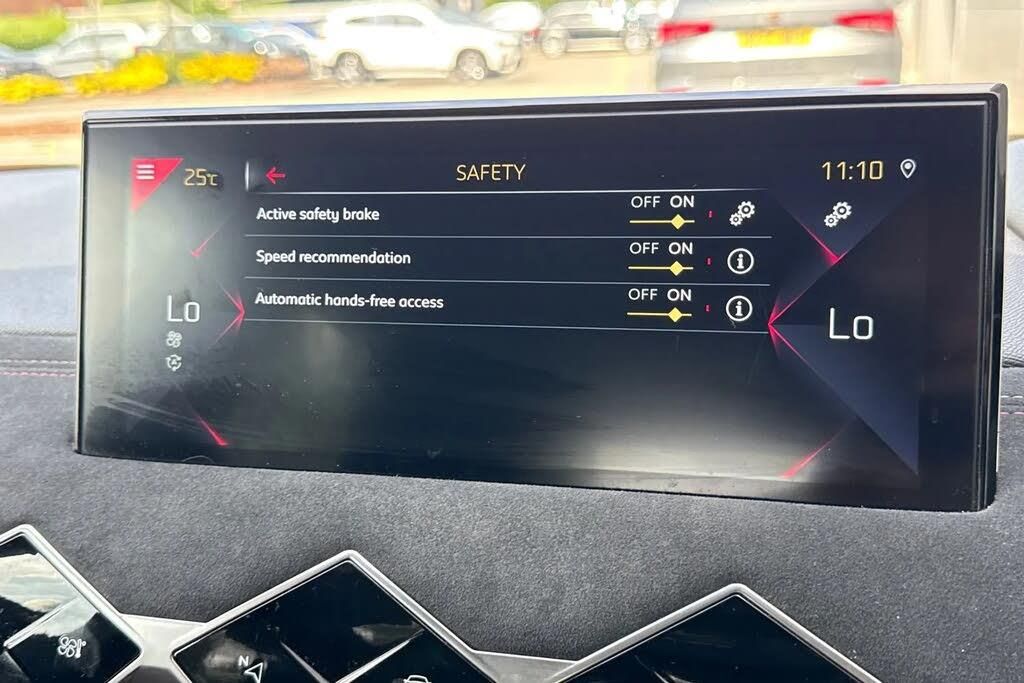 25°C
SAFETY
11:10
Active safety brake
OFF ON
Speed recommendation
OFF ON
Automatic hands-free access
OFF ON
Lo
Lo
A
N